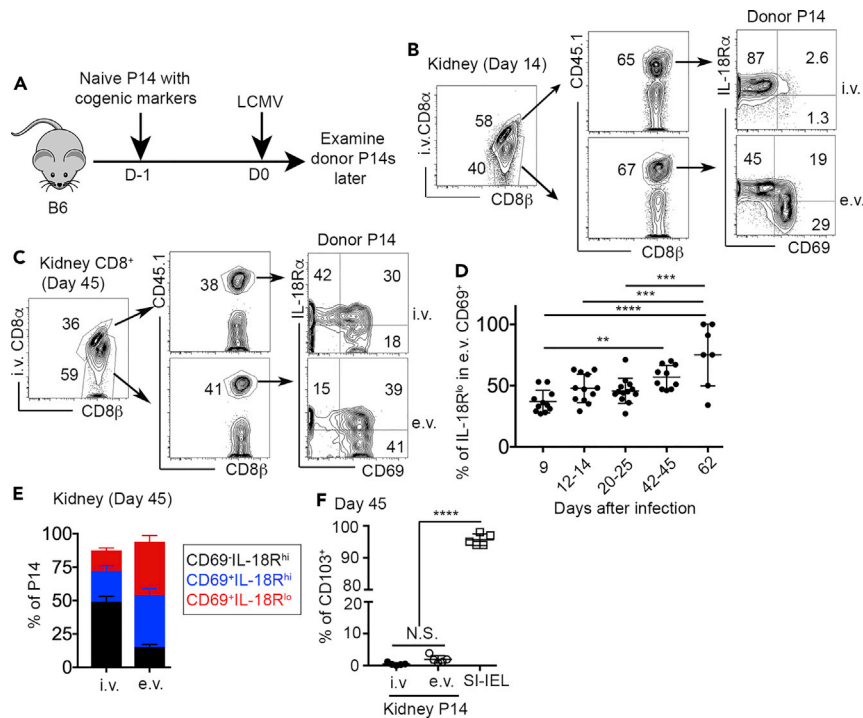 A
Naive P14 with
cogenic markers
LCMV
Examine
donor P14s
later
D-1
D0
B6
B
Kidney (Day 14)
i.v.CD8α
58
40
CD8β
CD45.1
65
67
CD8β
Donor P14
IL-18Rα
87
2.6
1.3
i.v.
45
19
29
e.v.
CD69
C
Kidney CD8⁺
(Day 45)
i.v. CD8α
36
59
CD8β
CD45.1
38
41
CD8β
Donor P14
IL-18Rα
42
30
18
i.v.
15
39
41
e.v.
CD69
D
% of IL-18Rˡᵒ in e.v. CD69⁺
100
50
0
***
***
****
**
9
12-14
20-25
42-45
62
Days after infection
E
Kidney (Day 45)
% of P14
100
75
50
25
0
i.v.
e.v.
CD69⁻IL-18Rʰⁱ
CD69⁺IL-18Rʰⁱ
CD69⁺IL-18Rˡᵒ
F
Day 45
% of CD103⁺
100
90
80
20
10
0
****
N.S.
i.v
e.v.
SI-IEL
Kidney P14